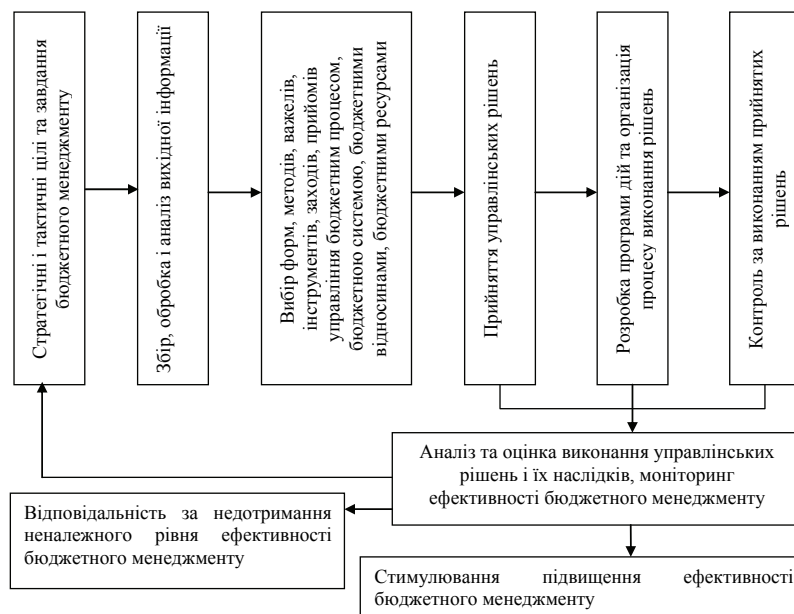 Стратегічні і тактичні цілі та завдання
бюджетного менеджменту
Збір, обробка і аналіз вихідної інформації
Вибір форм, методів, важелів,
інструментів, заходів, прийомів
управління бюджетним процесом,
бюджетною системою, бюджетними
відносинами, бюджетними ресурсами
Прийняття управлінських рішень
Розробка програми дій та організація
процесу виконання рішень
Контроль за виконанням прийнятих
рішень
Аналіз та оцінка виконання управлінських
рішень і їх наслідків, моніторинг
ефективності бюджетного менеджменту
Відповідальність за недотримання
неналежного рівня ефективності
бюджетного менеджменту
Стимулювання підвищення ефективності
бюджетного менеджменту